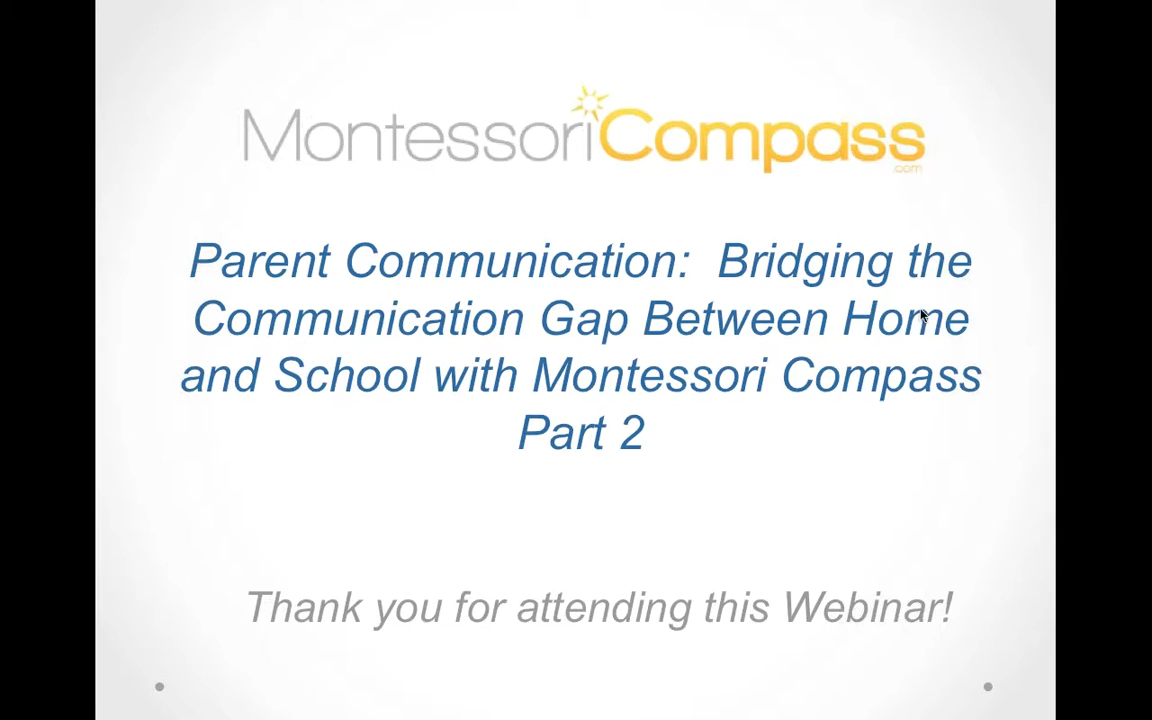 MontessoriCompass
.com
Parent Communication:  Bridging the
Communication Gap Between Home
and School with Montessori Compass
Part 2
Thank you for attending this Webinar!